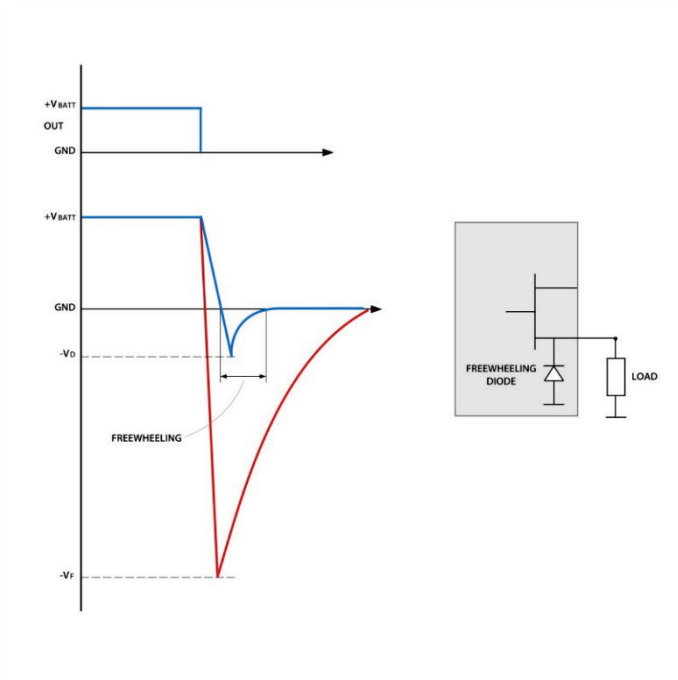 +VBATT
OUT
GND
+VBATT
GND
-VD
FREEWHEELING
-VF
FREEWHEELING
DIODE
LOAD